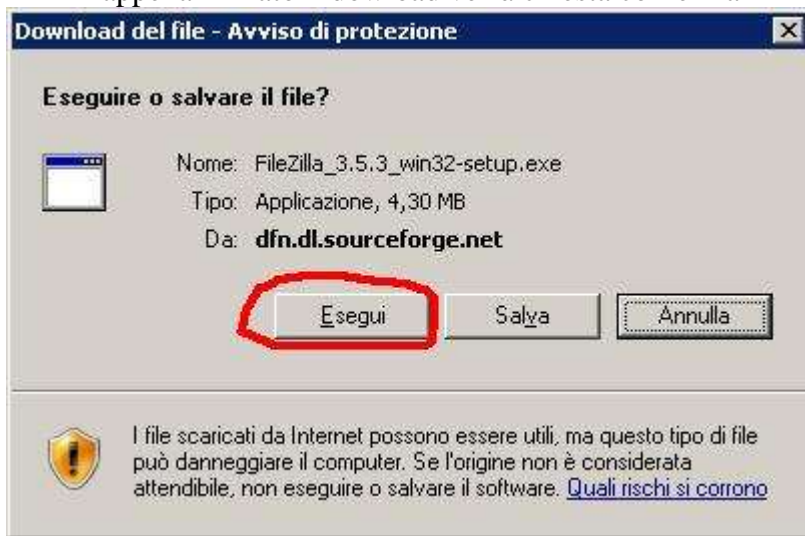 download
Download del file - Avviso di protezione
Eseguire o salvare il file?
Nome: FileZilla_3.5.3_win32-setup.exe
Tipo: Applicazione, 4,30 MB
Da: dfn.dl.sourceforge.net
Esegui Salva Annulla
I file scaricati da Internet possono essere utili, ma questo tipo di file
può danneggiare il computer. Se l'origine non è considerata
attendibile, non eseguire o salvare il software. Quali rischi si corrono